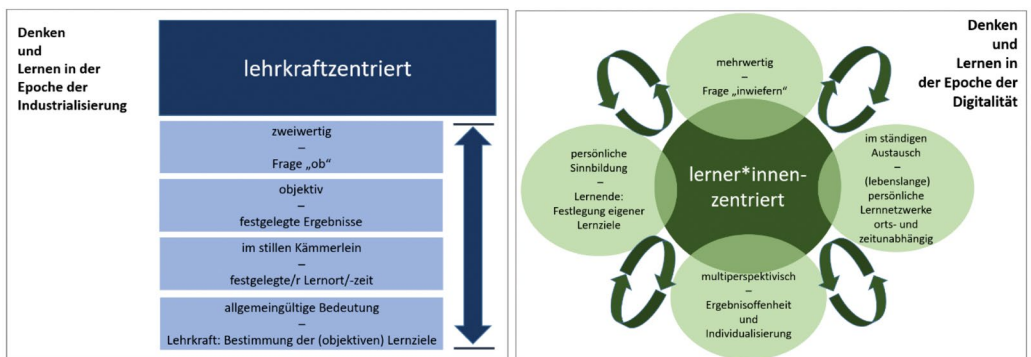 Denken
und
Lernen in der
Epoche der
Industrialisierung
lehrkraftzentriert
zweiwertig
–
Frage „ob“
objektiv
–
festgelegte Ergebnisse
im stillen Kämmerlein
–
festgelegte/r Lernort/-zeit
allgemeingültige Bedeutung
–
Lehrkraft: Bestimmung der (objektiven) Lernziele
Denken
und
Lernen in
der Epoche der
Digitalität
mehrwertig
–
Frage „inwiefern“
persönliche
Sinnbildung
–
Lernende:
Festlegung eigener
Lernziele
lerner*innen-
zentriert
im ständigen
Austausch
–
(lebenslange)
persönliche
Lernnetzwerke
orts- und
zeitunabhängig
multiperspektivisch
–
Ergebnisoffenheit
und
Individualisierung